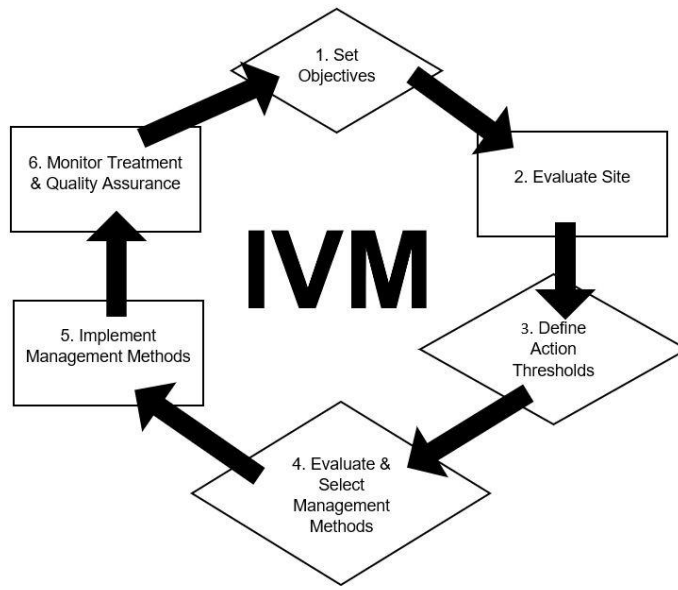 1. Set
Objectives
2. Evaluate Site
3. Define
Action
Thresholds
4. Evaluate &
Select
Management
Methods
5. Implement
Management Methods
6. Monitor Treatment
& Quality Assurance
IVM